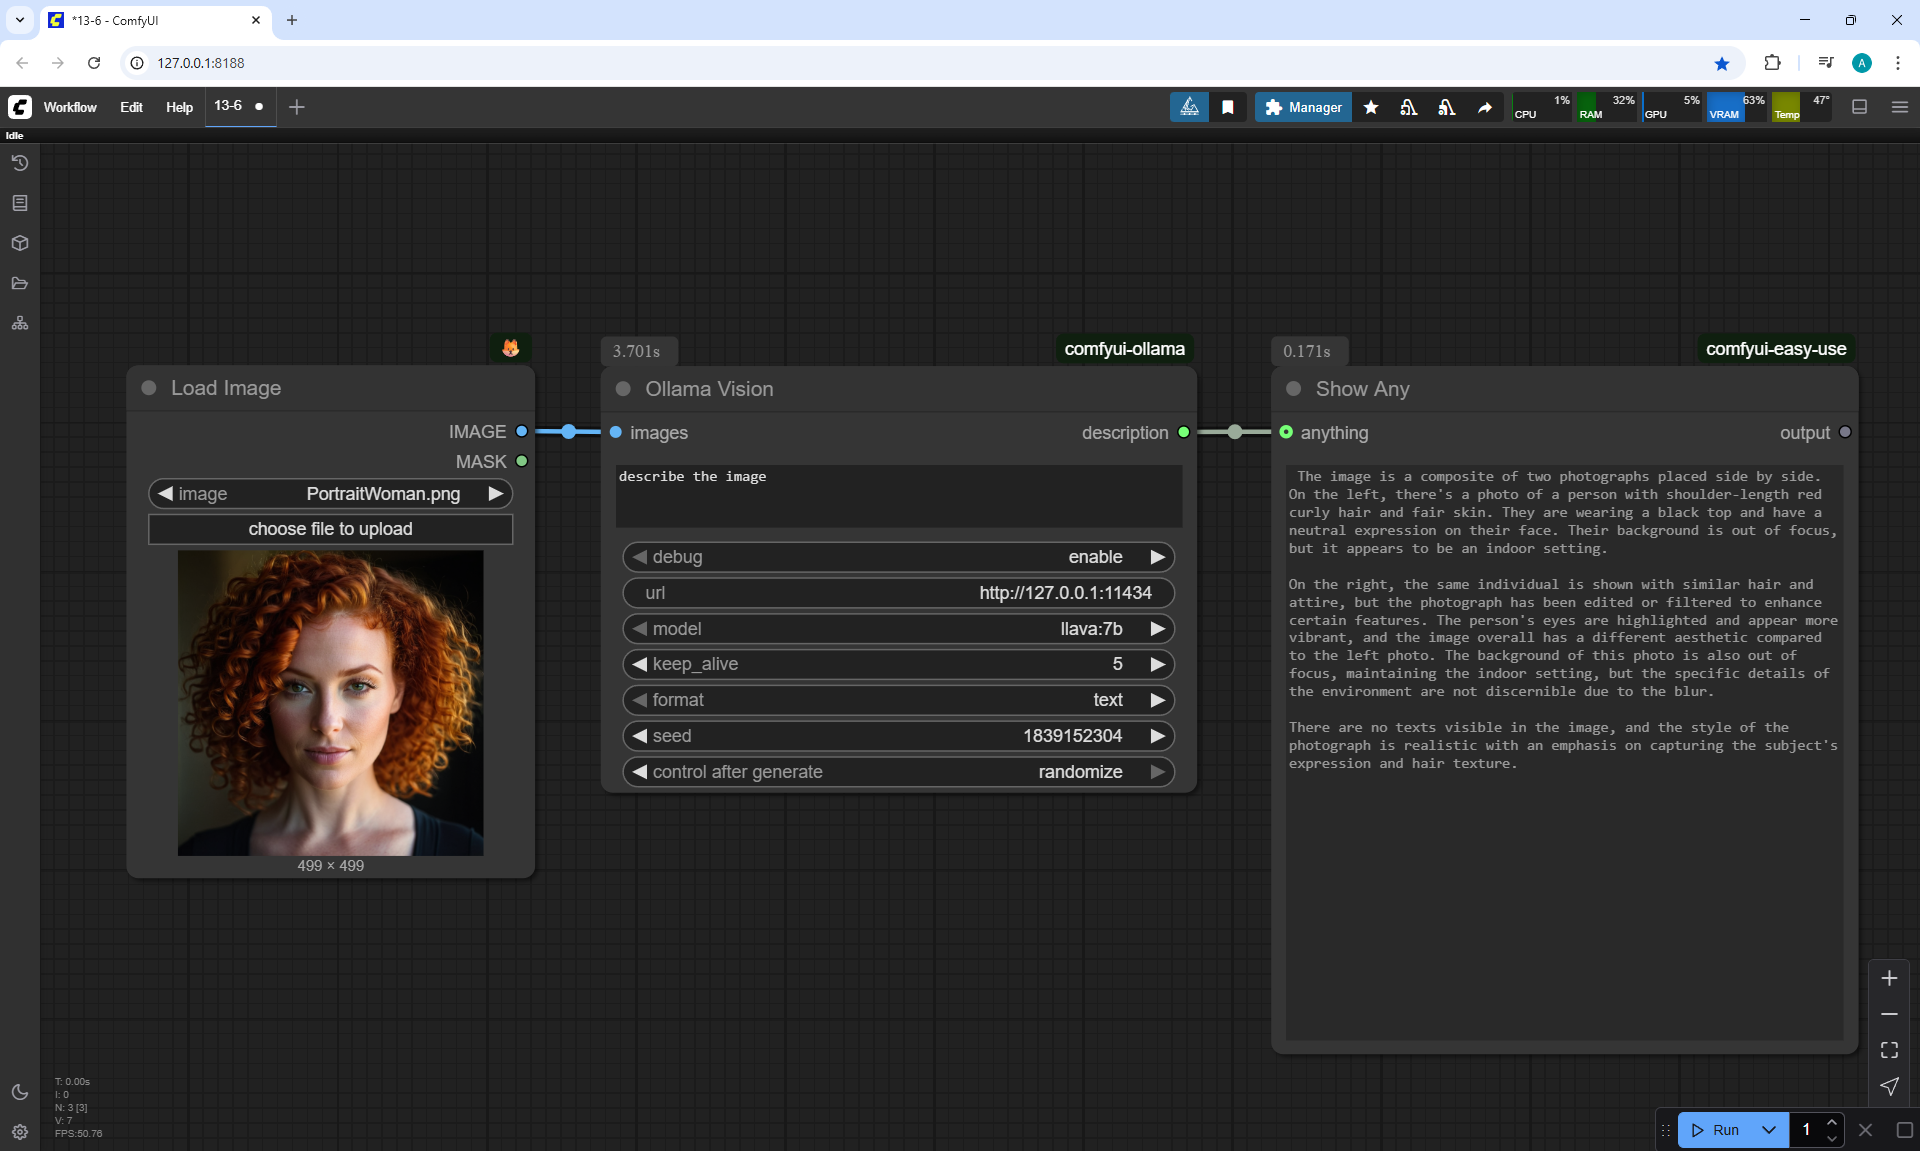 *13-6 - ComfyUI
127.0.0.1:8188
Workflow Edit Help 13-6
Manager
1% CPU 32% RAM 5% GPU 63% VRAM 47° Temp
Idle
Load Image
IMAGE
MASK
image PortraitWoman.png
choose file to upload
499 × 499
3.701s
comfyui-ollama
Ollama Vision
images description
describe the image
debug enable
url http://127.0.0.1:11434
model llava:7b
keep_alive 5
format text
seed 1839152304
control after generate randomize
0.171s
comfyui-easy-use
Show Any
anything output
The image is a composite of two photographs placed side by side.
On the left, there's a photo of a person with shoulder-length red
curly hair and fair skin. They are wearing a black top and have a
neutral expression on their face. Their background is out of focus,
but it appears to be an indoor setting.
On the right, the same individual is shown with similar hair and
attire, but the photograph has been edited or filtered to enhance
certain features. The person's eyes are highlighted and appear more
vibrant, and the image overall has a different aesthetic compared
to the left photo. The background of this photo is also out of
focus, maintaining the indoor setting, but the specific details of
the environment are not discernible due to the blur.
There are no texts visible in the image, and the style of the
photograph is realistic with an emphasis on capturing the subject's
expression and hair texture.
T: 0.00s
I: 0
N: 3 [3]
V: 7
FPS:50.76
Run 1
A